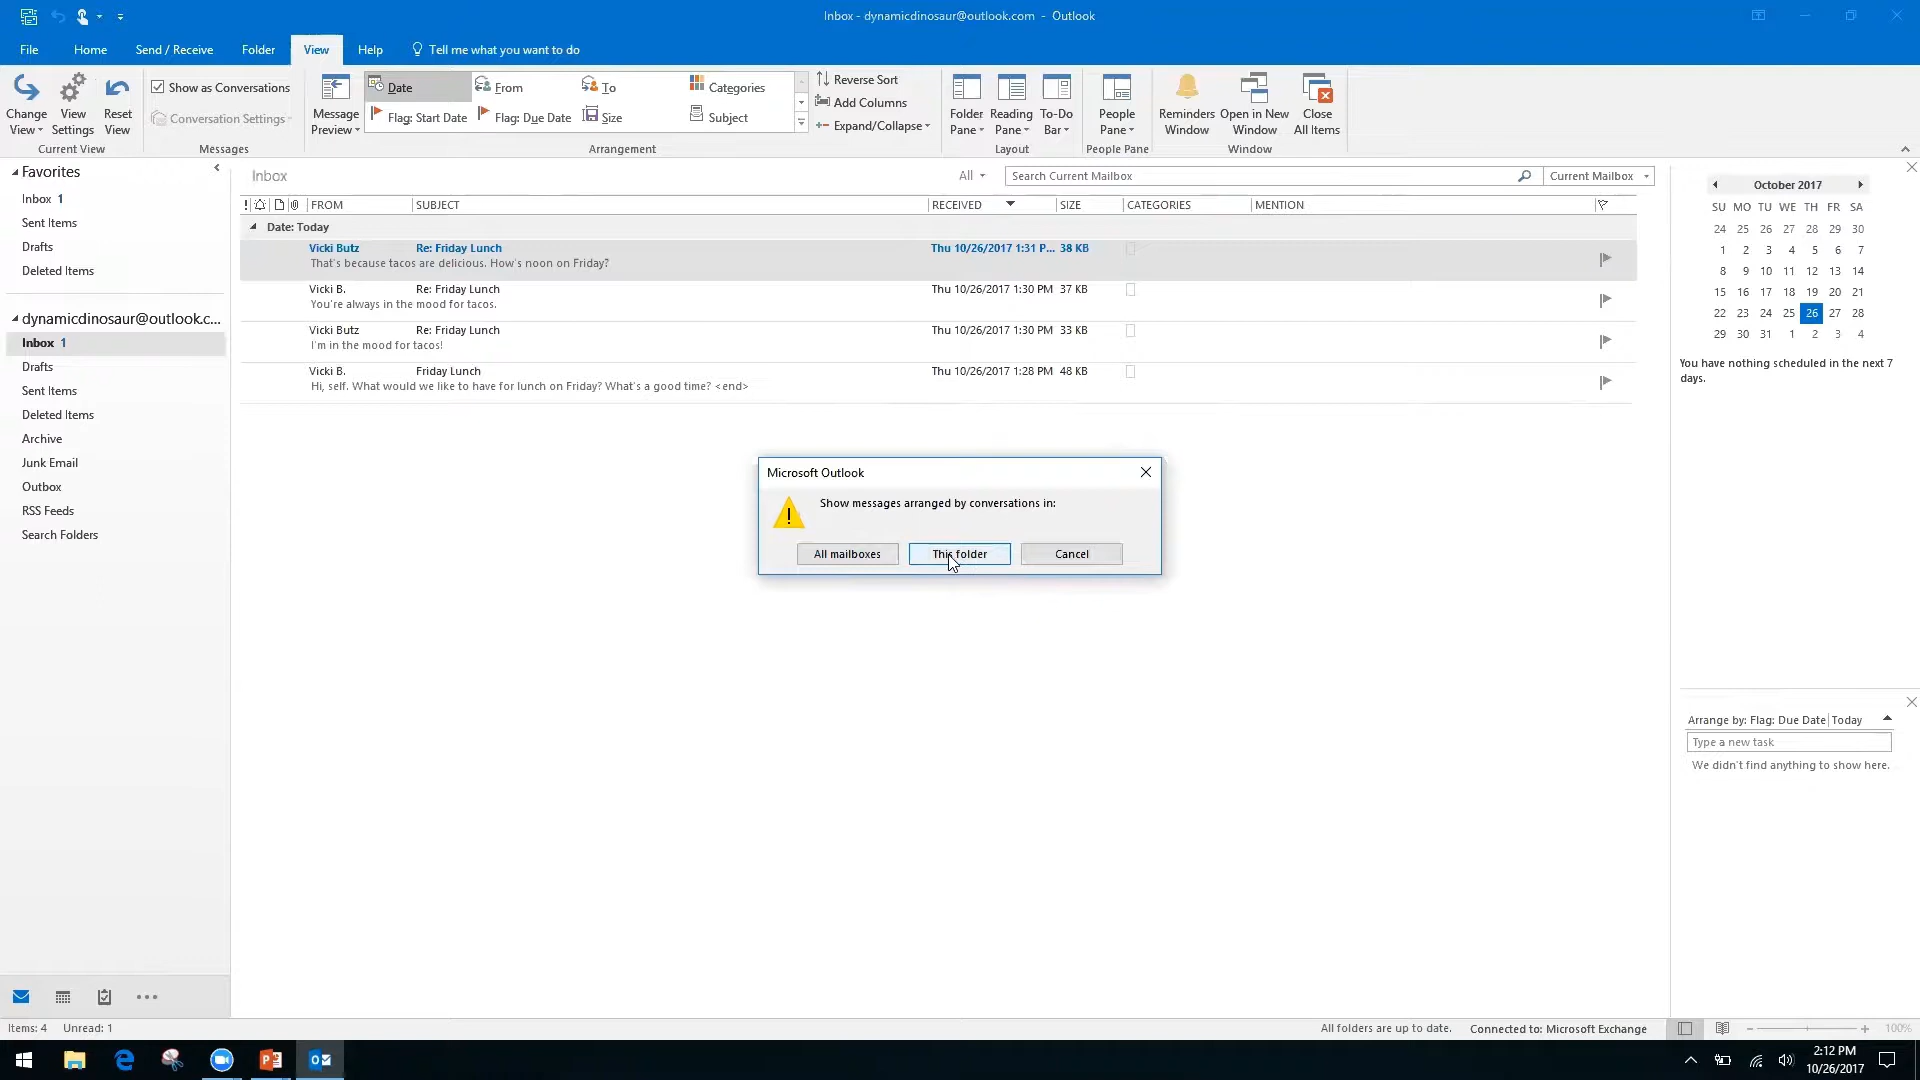 Inbox - dynamicdinosaur@outlook.com - Outlook
File Home Send / Receive Folder View Help Tell me what you want to do
Change View View Settings Reset View
Current View
Show as Conversations
Conversation Settings
Messages
Message Preview
Date From To Categories
Flag: Start Date Flag: Due Date Size Subject
Arrangement
Reverse Sort
Add Columns
Expand/Collapse
Folder Pane Reading Pane To-Do Bar
Layout
People Pane
People Pane
Reminders Window Open in New Window Close All Items
Window
Favorites
Inbox 1
Sent Items
Drafts
Deleted Items
dynamicdinosaur@outlook.c...
Inbox 1
Drafts
Sent Items
Deleted Items
Archive
Junk Email
Outbox
RSS Feeds
Search Folders
Inbox All Search Current Mailbox Current Mailbox
! FROM SUBJECT RECEIVED SIZE CATEGORIES MENTION
Date: Today
Vicki Butz Re: Friday Lunch Thu 10/26/2017 1:31 P... 38 KB
That's because tacos are delicious. How's noon on Friday?
Vicki B. Re: Friday Lunch Thu 10/26/2017 1:30 PM 37 KB
You're always in the mood for tacos.
Vicki Butz Re: Friday Lunch Thu 10/26/2017 1:30 PM 33 KB
I'm in the mood for tacos!
Vicki B. Friday Lunch Thu 10/26/2017 1:28 PM 48 KB
Hi, self. What would we like to have for lunch on Friday? What's a good time? <end>
Microsoft Outlook
Show messages arranged by conversations in:
All mailboxes This folder Cancel
October 2017
SU MO TU WE TH FR SA
24 25 26 27 28 29 30
1 2 3 4 5 6 7
8 9 10 11 12 13 14
15 16 17 18 19 20 21
22 23 24 25 26 27 28
29 30 31 1 2 3 4
You have nothing scheduled in the next 7
days.
Arrange by: Flag: Due Date Today
Type a new task
We didn't find anything to show here.
Items: 4 Unread: 1
All folders are up to date. Connected to: Microsoft Exchange 100%
2:12 PM
10/26/2017